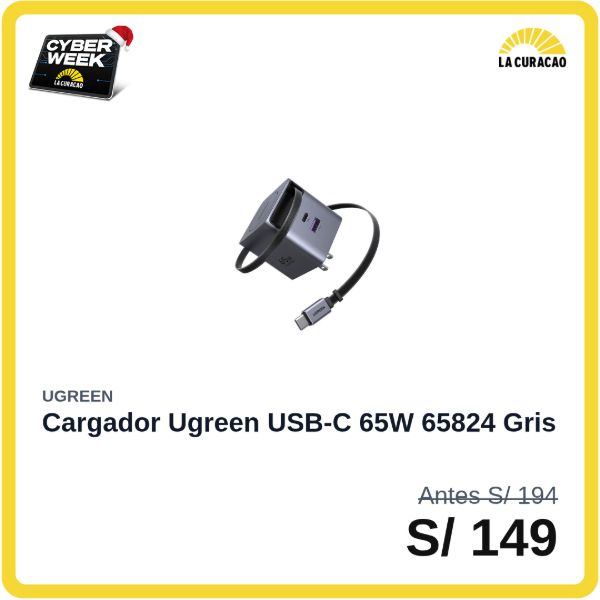 CYBER
WEEK
LA CURACAO
LA CURACAO
UGREEN
Cargador Ugreen USB-C 65W 65824 Gris
Antes S/ 194
S/ 149